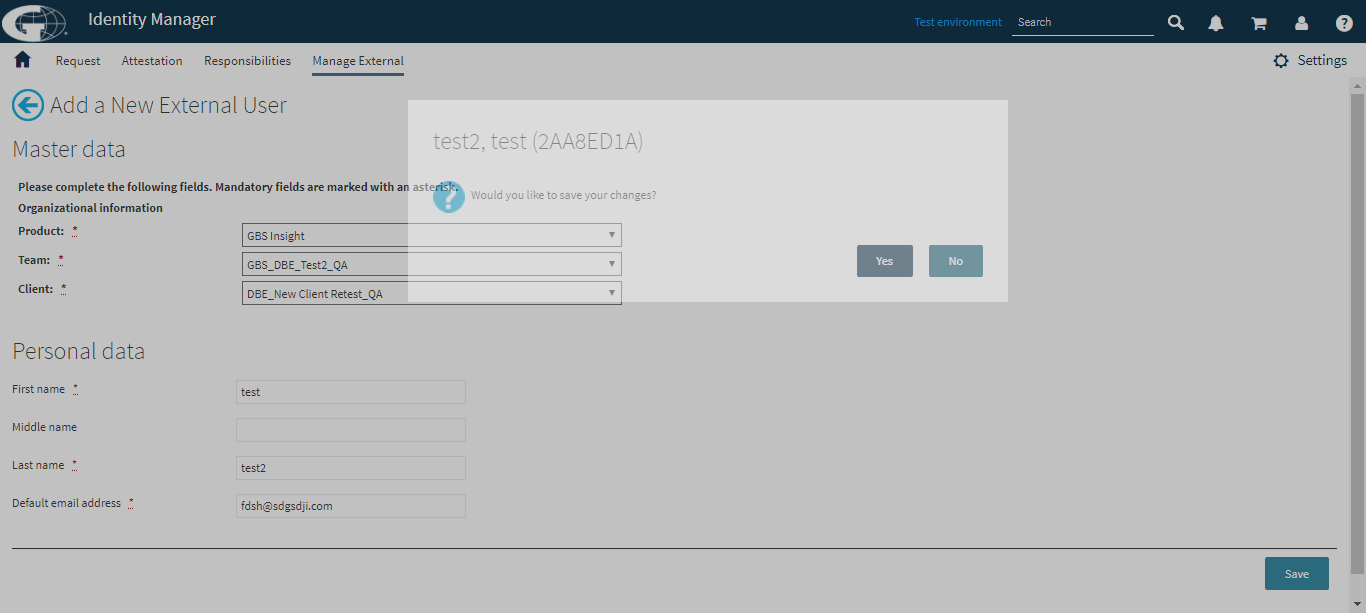 Identity Manager
Test environment
Search
Request Attestation Responsibilities Manage External
Settings
Add a New External User
Master data
Please complete the following fields. Mandatory fields are marked with an asterisk.
Organizational information
Product: *
GBS Insight
Team: *
GBS_DBE_Test2_QA
Client: *
DBE_New Client Retest_QA
test2, test (2AA8ED1A)
Would you like to save your changes?
Yes No
Personal data
First name *
test
Middle name
Last name *
test2
Default email address *
fdsh@sdgsdji.com
Save